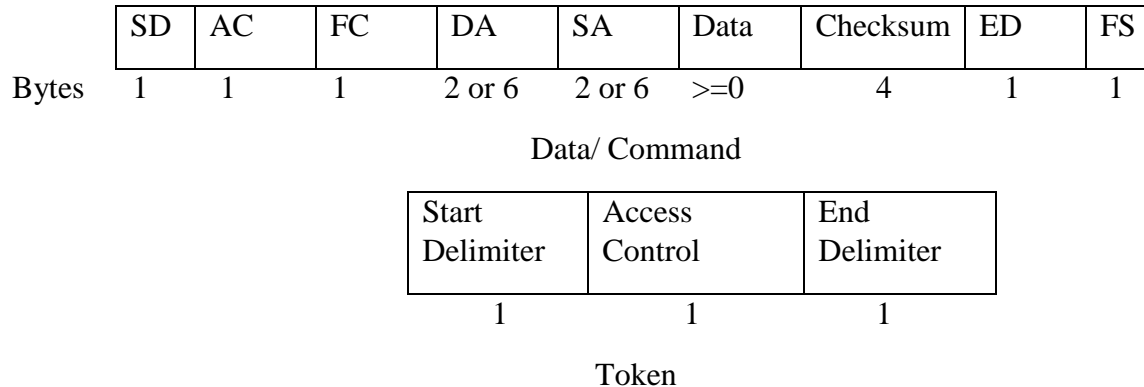 SD AC FC DA SA Data Checksum ED FS
Bytes 1 1 1 2 or 6 2 or 6 >=0 4 1 1
Data/ Command
Start Access End
Delimiter Control Delimiter
1 1 1
Token